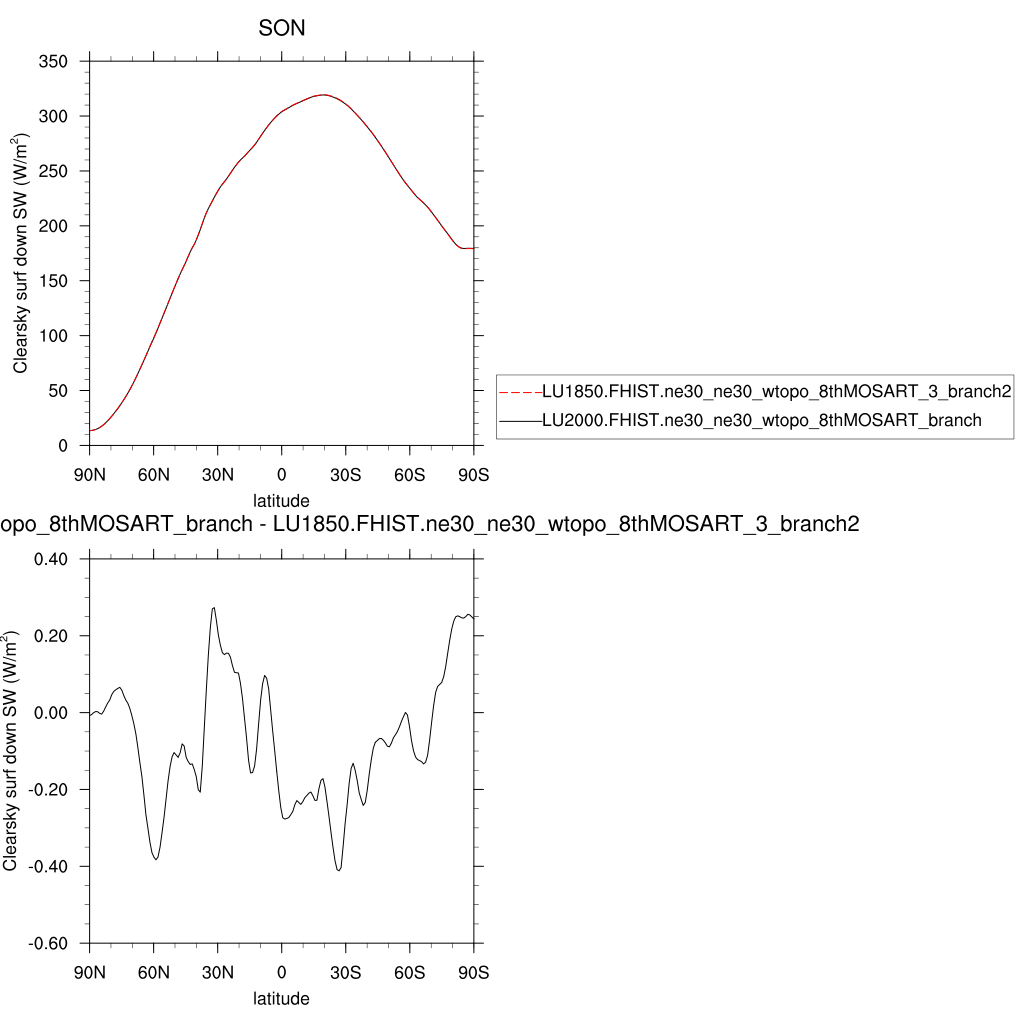 SON
350
300
250
200
150
100
50
0
Clearsky surf down SW (W/m²)
90N 60N 30N 0 30S 60S 90S
latitude
LU1850.FHIST.ne30_ne30_wtopo_8thMOSART_3_branch2
LU2000.FHIST.ne30_ne30_wtopo_8thMOSART_branch
opo_8thMOSART_branch - LU1850.FHIST.ne30_ne30_wtopo_8thMOSART_3_branch2
0.40
0.20
0.00
-0.20
-0.40
-0.60
Clearsky surf down SW (W/m²)
90N 60N 30N 0 30S 60S 90S
latitude